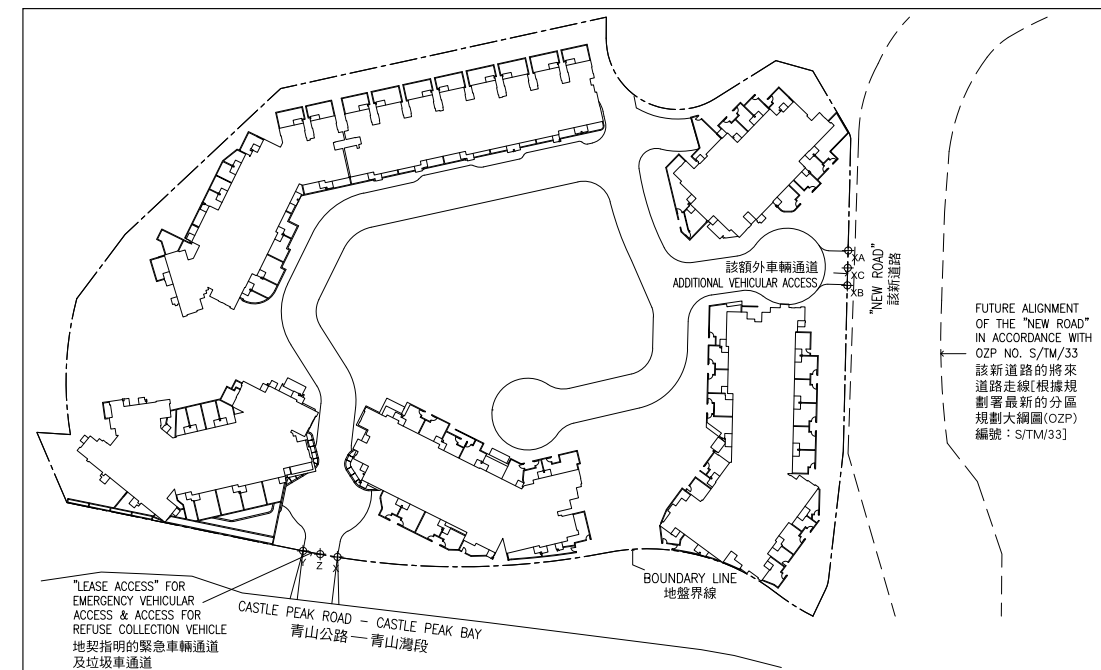 該額外車輛通道
ADDITIONAL VEHICULAR ACCESS
XA
XC
XB
"NEW ROAD"
該新道路
FUTURE ALIGNMENT
OF THE "NEW ROAD"
IN ACCORDANCE WITH
OZP NO. S/TM/33
該新道路的將來
道路走線[根據規
劃署最新的分區
規劃大綱圖(OZP)
編號：S/TM/33]
Y
Z
X
"LEASE ACCESS" FOR
EMERGENCY VEHICULAR
ACCESS & ACCESS FOR
REFUSE COLLECTION VEHICLE
地契指明的緊急車輛通道
及垃圾車通道
CASTLE PEAK ROAD - CASTLE PEAK BAY
青山公路—青山灣段
BOUNDARY LINE
地盤界線